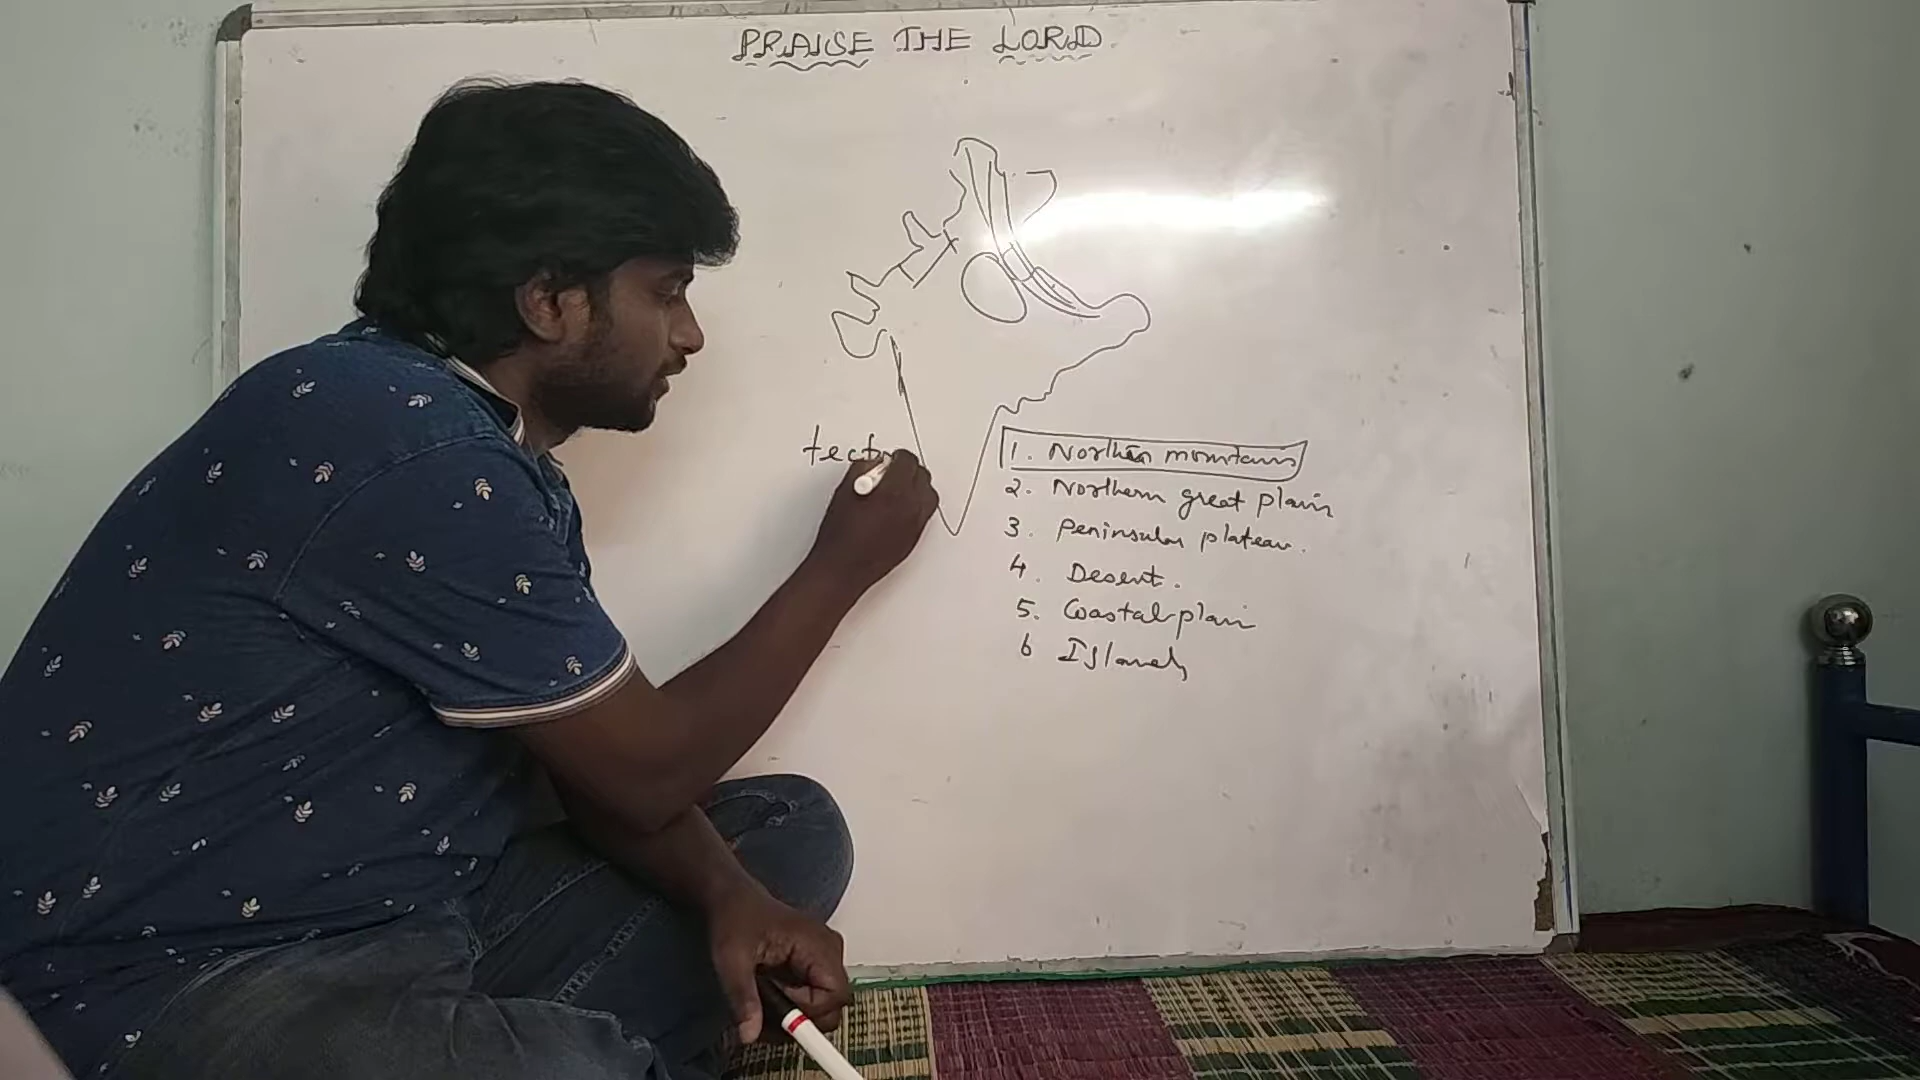 PRAISE THE LORD
tecto
1. Northern mountains
2. Northern great plain
3. Peninsular plateau.
4. Desert.
5. Coastal plain
6 Islands